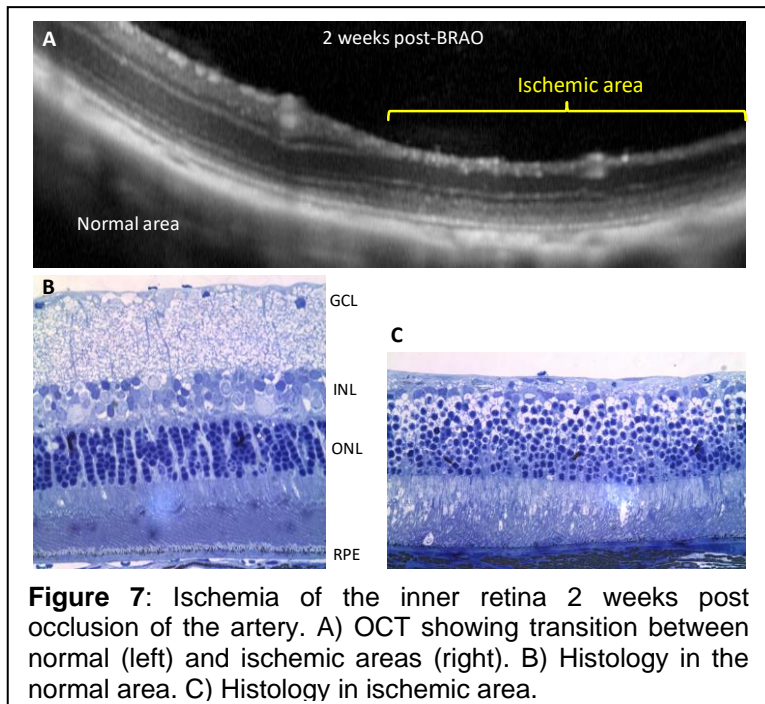 A
2 weeks post-BRAO
Ischemic area
Normal area
B
GCL
INL
ONL
RPE
C
Figure 7: Ischemia of the inner retina 2 weeks post
occlusion of the artery. A) OCT showing transition between
normal (left) and ischemic areas (right). B) Histology in the
normal area. C) Histology in ischemic area.